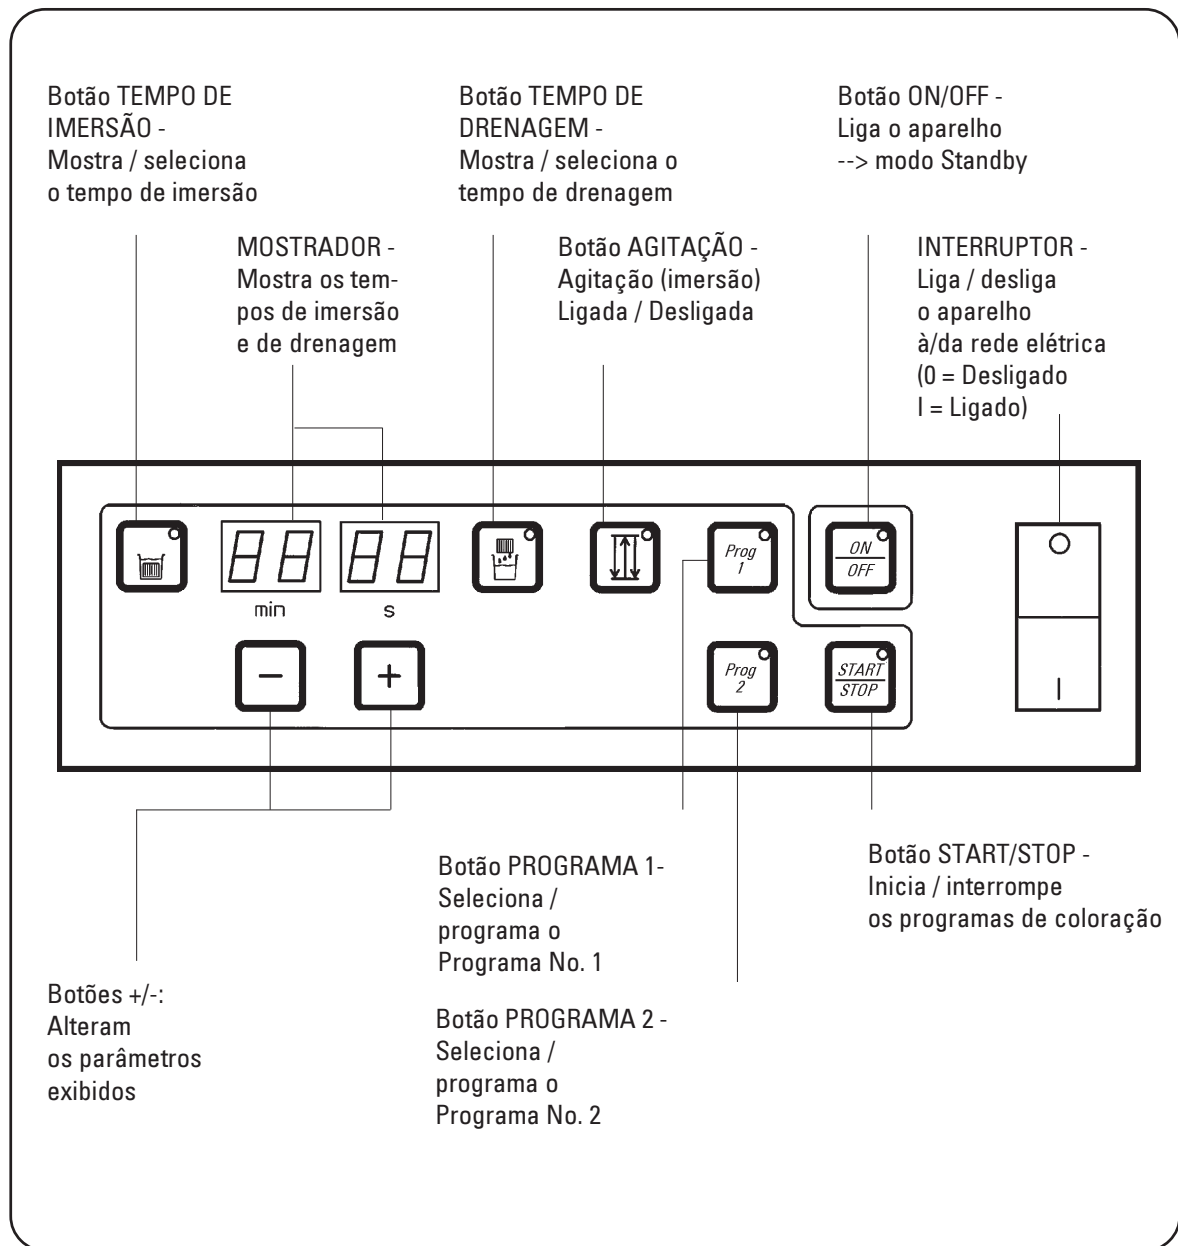 Botão TEMPO DE
IMERSÃO -
Mostra / seleciona
o tempo de imersão
Botão TEMPO DE
DRENAGEM -
Mostra / seleciona o
tempo de drenagem
Botão ON/OFF -
Liga o aparelho
--> modo Standby
MOSTRADOR -
Mostra os tem-
pos de imersão
e de drenagem
Botão AGITAÇÃO -
Agitação (imersão)
Ligada / Desligada
INTERRUPTOR -
Liga / desliga
o aparelho
à/da rede elétrica
(0 = Desligado
I = Ligado)
88
88
min
s
Prog
1
ON
OFF
O
-
+
Prog
2
START
STOP
I
Botão PROGRAMA 1-
Seleciona /
programa o
Programa No. 1
Botão START/STOP -
Inicia / interrompe
os programas de coloração
Botões +/-:
Alteram
os parâmetros
exibidos
Botão PROGRAMA 2 -
Seleciona /
programa o
Programa No. 2